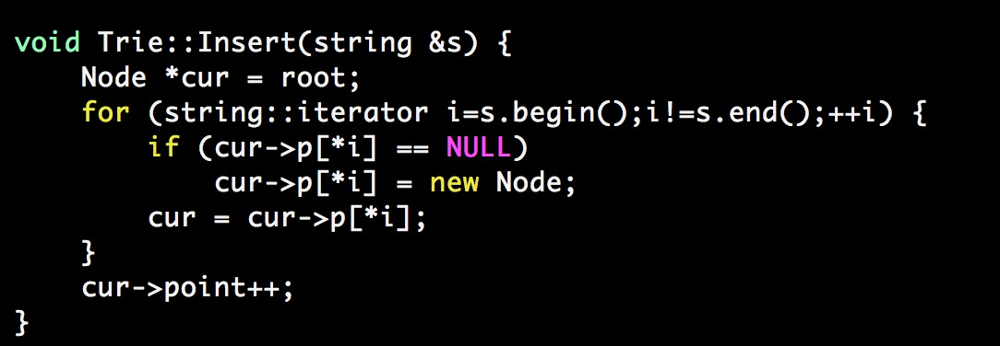 void Trie::Insert(string &s) {
    Node *cur = root;
    for (string::iterator i=s.begin();i!=s.end();++i) {
        if (cur->p[*i] == NULL)
            cur->p[*i] = new Node;
        cur = cur->p[*i];
    }
    cur->point++;
}